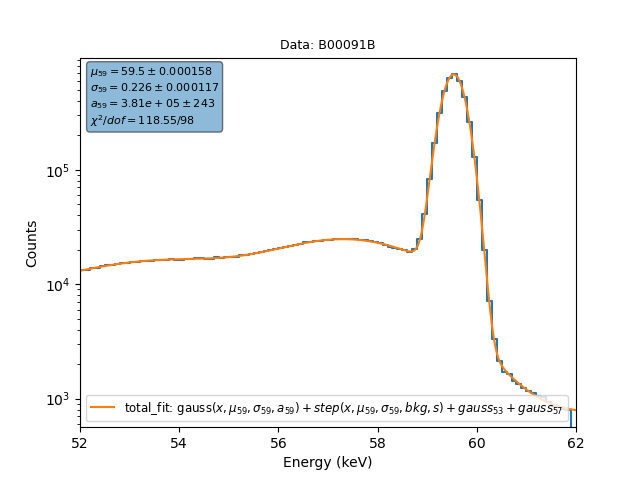 Data: B00091B
μ₅₉ = 59.5 ± 0.000158
σ₅₉ = 0.226 ± 0.000117
a₅₉ = 3.81e + 05 ± 243
χ²/dof = 118.55/98
10⁵
10⁴
10³
Counts
total_fit: gauss(x, μ₅₉, σ₅₉, a₅₉) + step(x, μ₅₉, σ₅₉, bkg, s) + gauss₅₃ + gauss₅₇
52 54 56 58 60 62
Energy (keV)